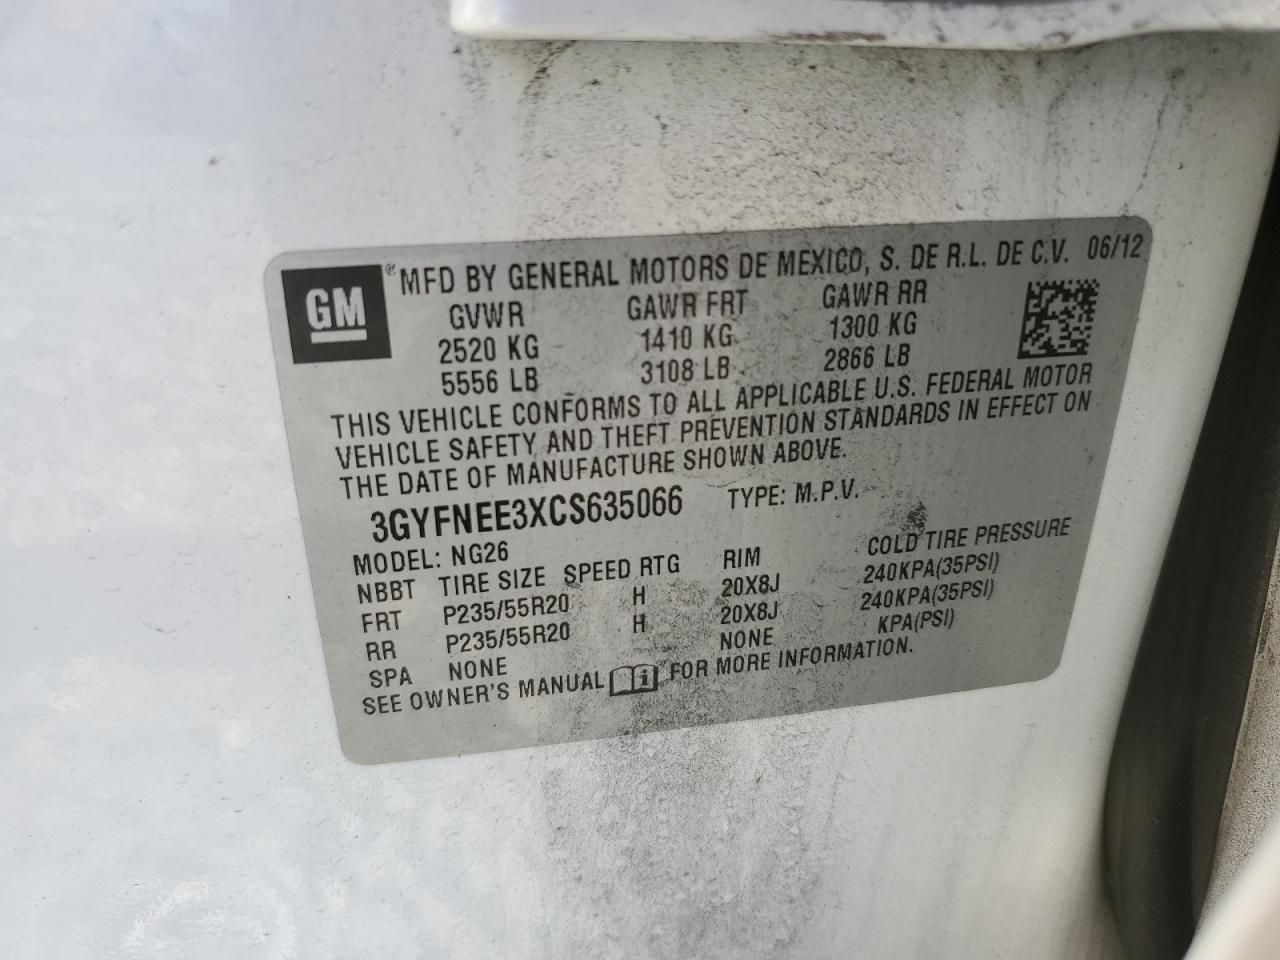 GM ® MFD BY GENERAL MOTORS DE MEXICO, S. DE R.L. DE C.V. 06/12
GVWR GAWR FRT GAWR RR
2520 KG 1410 KG 1300 KG
5556 LB 3108 LB 2866 LB
THIS VEHICLE CONFORMS TO ALL APPLICABLE U.S. FEDERAL MOTOR
VEHICLE SAFETY AND THEFT PREVENTION STANDARDS IN EFFECT ON
THE DATE OF MANUFACTURE SHOWN ABOVE.
3GYFNEE3XCS635066 TYPE: M.P.V.
MODEL: NG26
NBBT TIRE SIZE SPEED RTG RIM COLD TIRE PRESSURE
FRT P235/55R20 H 20X8J 240KPA(35PSI)
RR P235/55R20 H 20X8J 240KPA(35PSI)
SPA NONE NONE KPA(PSI)
SEE OWNER'S MANUAL FOR MORE INFORMATION.